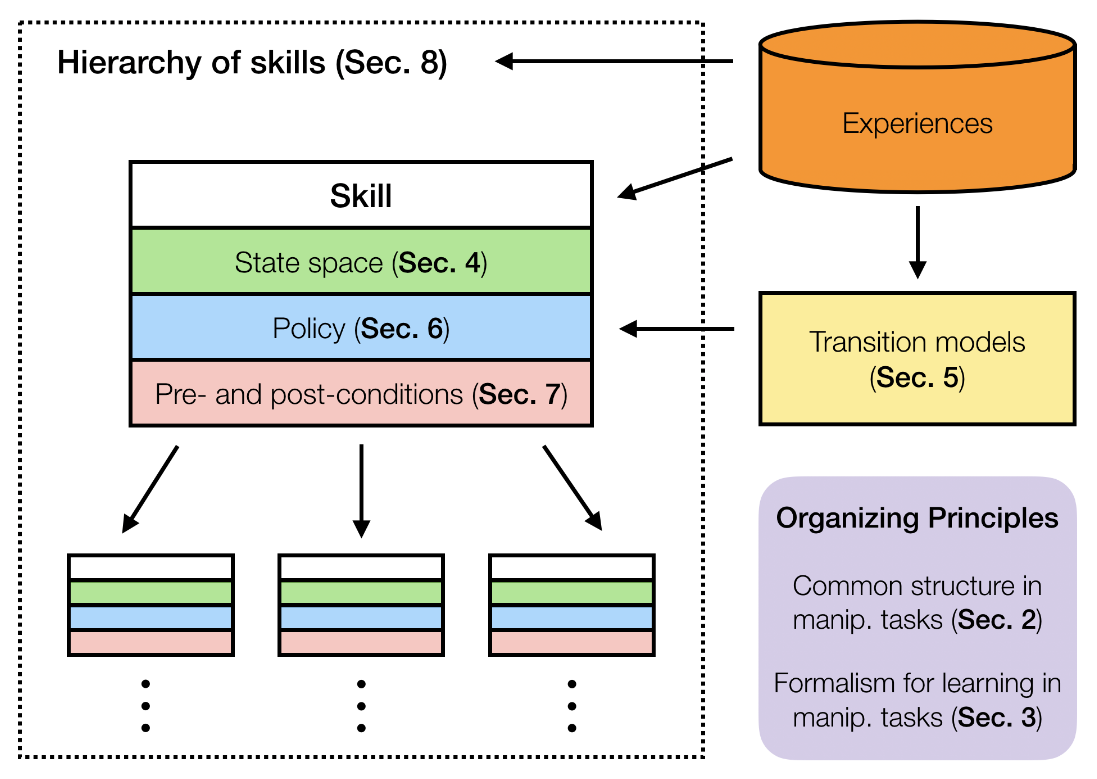 Hierarchy of skills (Sec. 8)
Experiences
Skill
State space (Sec. 4)
Policy (Sec. 6)
Pre- and post-conditions (Sec. 7)
Transition models
(Sec. 5)
Organizing Principles
Common structure in
manip. tasks (Sec. 2)
Formalism for learning in
manip. tasks (Sec. 3)